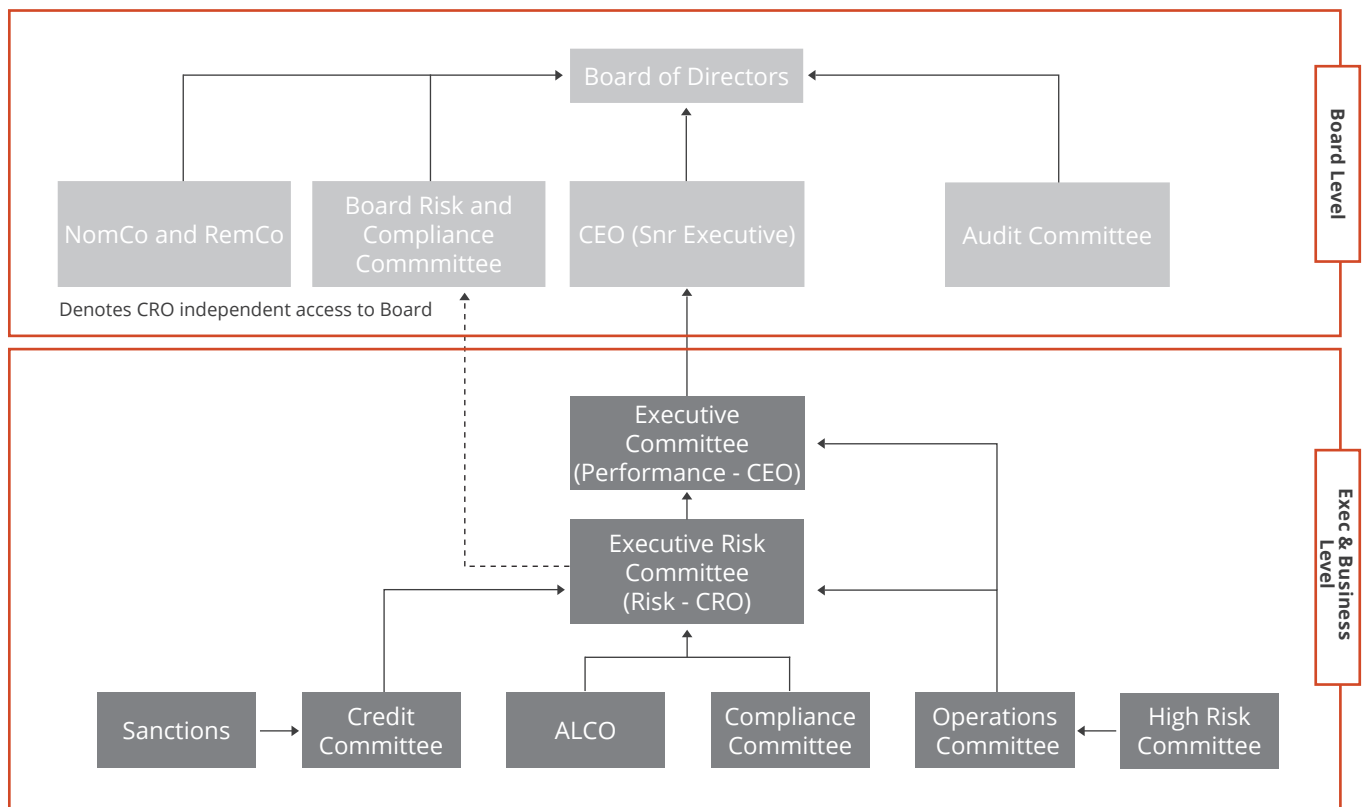 Board of Directors
Board Level
NomCo and RemCo
Board Risk and
Compliance
Commmittee
CEO (Snr Executive)
Audit Committee
Denotes CRO independent access to Board
Executive
Committee
(Performance - CEO)
Exec & Business
Level
Executive Risk
Committee
(Risk - CRO)
Sanctions
Credit
Committee
ALCO
Compliance
Committee
Operations
Committee
High Risk
Committee